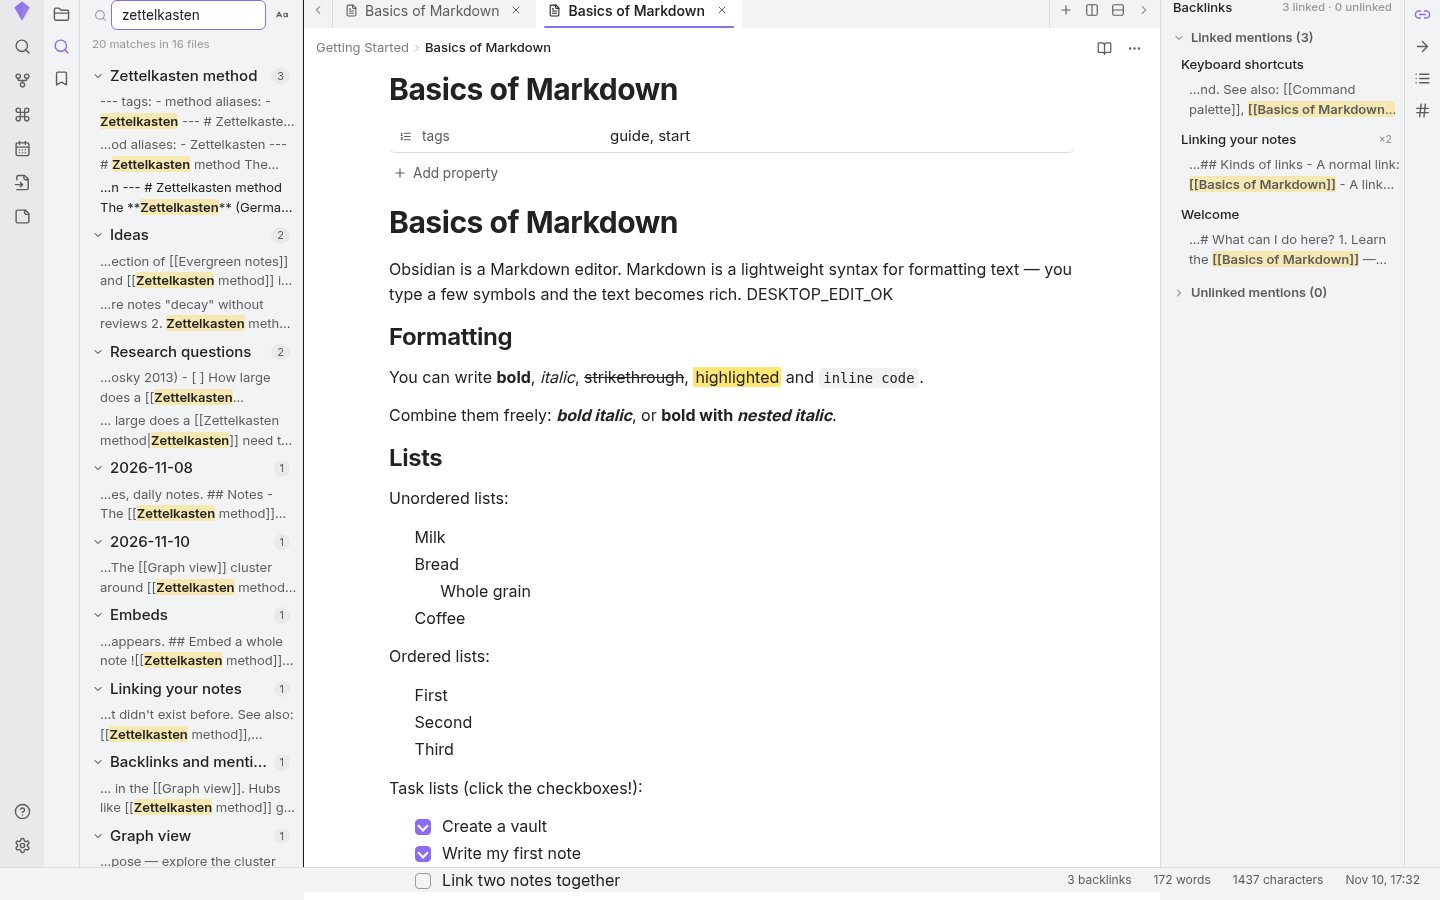 zettelkasten
Aa
20 matches in 16 files
Zettelkasten method 3
--- tags: - method aliases: -
Zettelkasten --- # Zettelkaste...
...od aliases: - Zettelkasten ---
# Zettelkasten method The...
...n --- # Zettelkasten method
The **Zettelkasten** (Germa...
Ideas 2
...ection of [[Evergreen notes]]
and [[Zettelkasten method]] i...
...re notes "decay" without
reviews 2. Zettelkasten meth...
Research questions 2
...osky 2013) - [ ] How large
does a [[Zettelkasten...
... large does a [[Zettelkasten
method|Zettelkasten]] need t...
2026-11-08 1
...es, daily notes. ## Notes -
The [[Zettelkasten method]]...
2026-11-10 1
...The [[Graph view]] cluster
around [[Zettelkasten method...
Embeds 1
...appears. ## Embed a whole
note ![[Zettelkasten method]]...
Linking your notes 1
...t didn't exist before. See also:
[[Zettelkasten method]],...
Backlinks and menti... 1
... in the [[Graph view]]. Hubs
like [[Zettelkasten method]] g...
Graph view 1
...pose — explore the cluster
Basics of Markdown
Basics of Markdown
Getting Started › Basics of Markdown
Basics of Markdown
tags guide, start
Add property
Basics of Markdown
Obsidian is a Markdown editor. Markdown is a lightweight syntax for formatting text — you
type a few symbols and the text becomes rich. DESKTOP_EDIT_OK
Formatting
You can write bold, italic, strikethrough, highlighted and inline code.
Combine them freely: bold italic, or bold with nested italic.
Lists
Unordered lists:
Milk
Bread
Whole grain
Coffee
Ordered lists:
First
Second
Third
Task lists (click the checkboxes!):
Create a vault
Write my first note
Link two notes together
Backlinks 3 linked · 0 unlinked
Linked mentions (3)
Keyboard shortcuts
...nd. See also: [[Command
palette]], [[Basics of Markdown...
Linking your notes ×2
...## Kinds of links - A normal link:
[[Basics of Markdown]] - A link...
Welcome
...# What can I do here? 1. Learn
the [[Basics of Markdown]] —...
Unlinked mentions (0)
3 backlinks 172 words 1437 characters Nov 10, 17:32